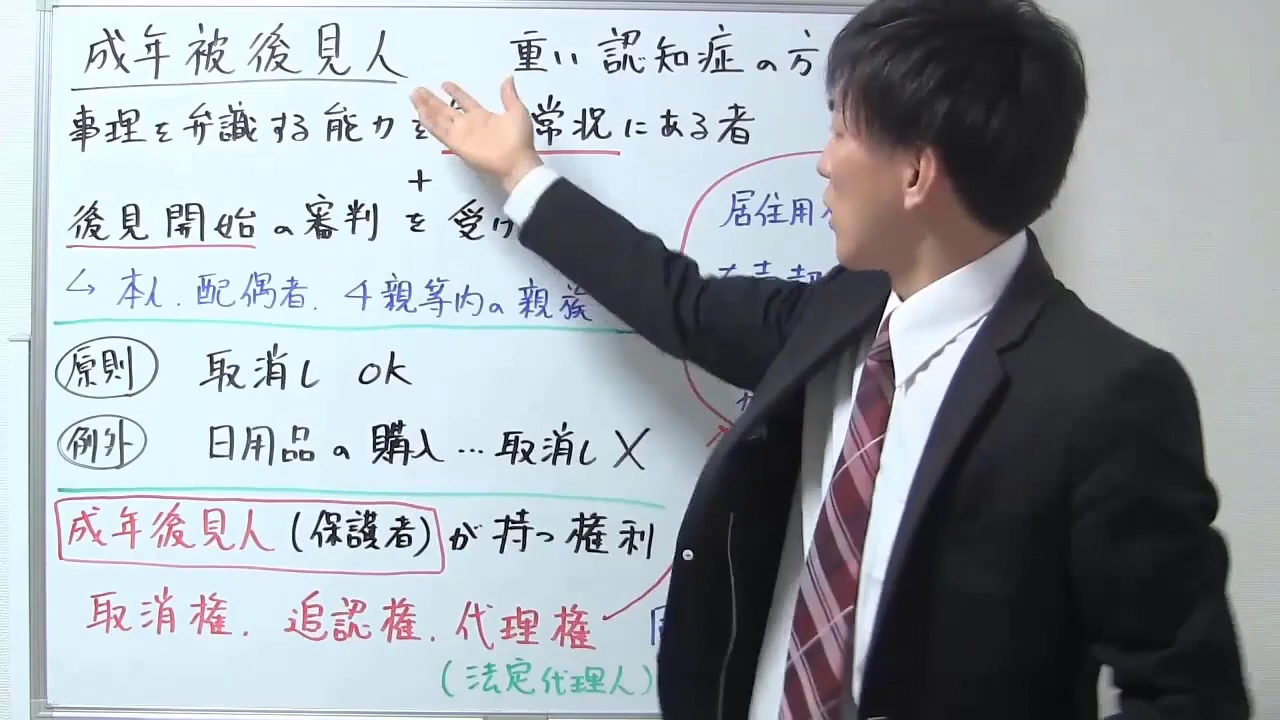 成年被後見人 重い認知症の方
事理を弁識する能力を 常況にある者
+
後見開始の審判を受け
↳ 本人. 配偶者. 4親等内の親族
原則 取消し OK
例外 日用品の購入…取消し X
成年後見人(保護者)が持つ権利
取消権. 追認権. 代理権
(法定代理人)
居住用